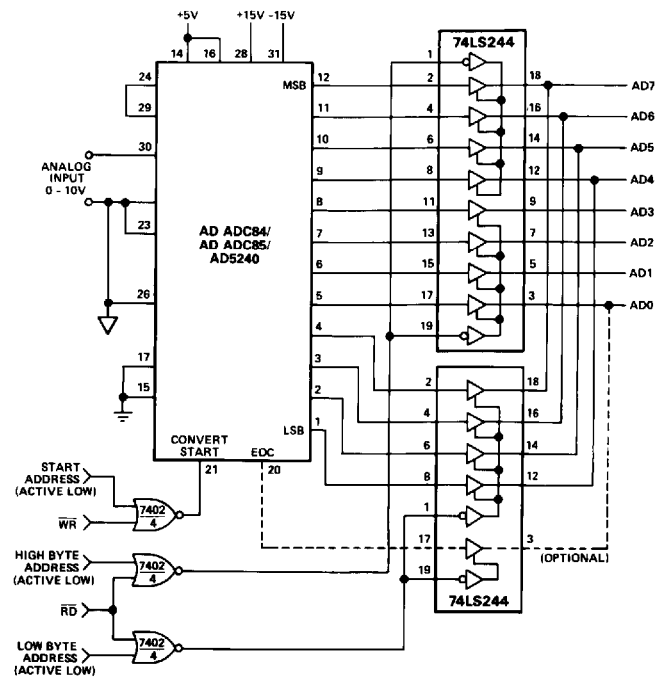 +5V
+15V -15V
14 16 28 31
74LS244
24
29
30
ANALOG
INPUT
0 - 10V
23
26
17
15
AD ADC84/
AD ADC85/
AD5240
MSB
LSB
12
11
10
9
8
7
6
5
4
3
2
1
CONVERT
START
EOC
21
20
1
2
4
6
8
11
13
15
17
19
18
16
14
12
9
7
5
3
AD7
AD6
AD5
AD4
AD3
AD2
AD1
AD0
2
4
6
8
1
17
19
18
16
14
12
3
(OPTIONAL)
74LS244
START
ADDRESS
(ACTIVE LOW)
WR
7402
4
HIGH BYTE
ADDRESS
(ACTIVE LOW)
7402
4
RD
LOW BYTE
ADDRESS
(ACTIVE LOW)
7402
4